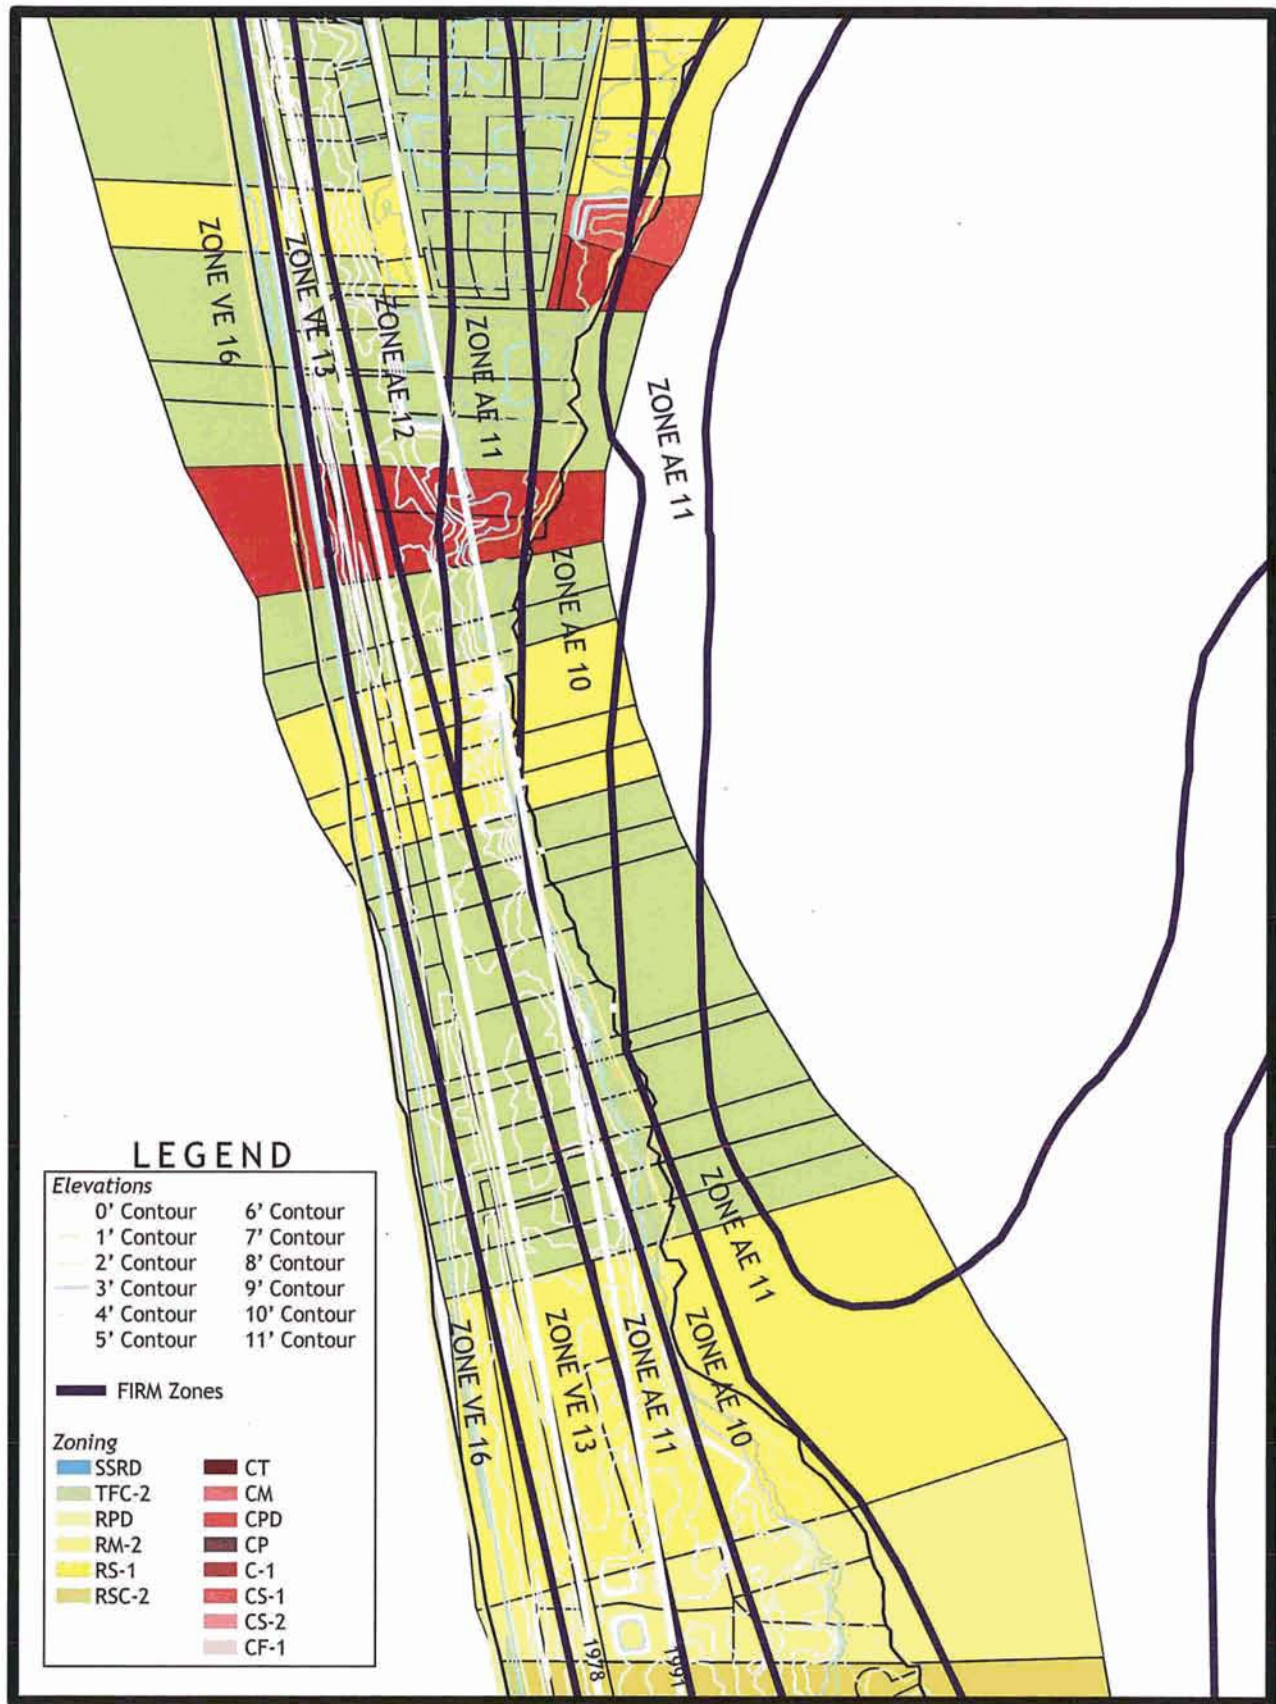 ZONE VE 16
ZONE VE 13
ZONE AE 12
ZONE AE 11
ZONE AE 11
ZONE AE 10
LEGEND
Elevations
0' Contour
1' Contour
2' Contour
3' Contour
4' Contour
5' Contour
6' Contour
7' Contour
8' Contour
9' Contour
10' Contour
11' Contour
FIRM Zones
Zoning
SSRD
TFC-2
RPD
RM-2
RS-1
RSC-2
CT
CM
CPD
CP
C-1
CS-1
CS-2
CF-1
ZONE VE 16
ZONE VE 13
ZONE AE 11
ZONE AE 10
ZONE AE 11
1978
1991